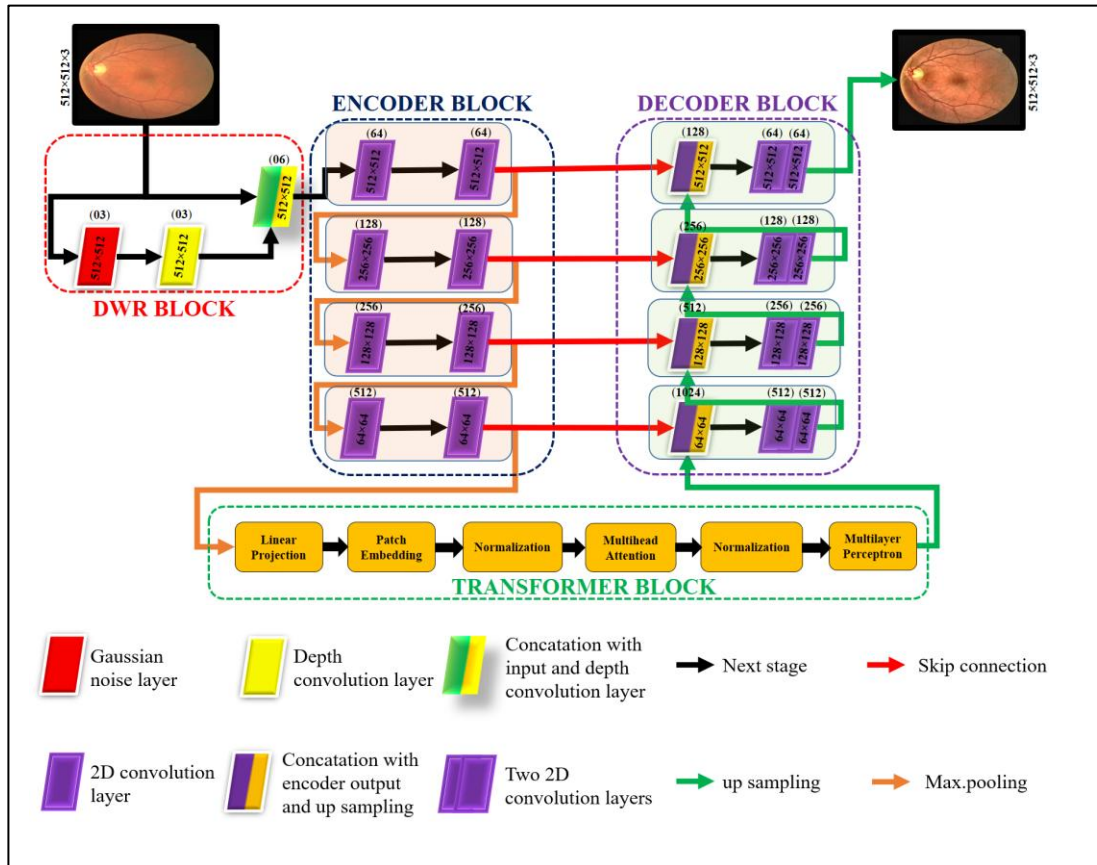 512×512×3
512×512×3
ENCODER BLOCK
DECODER BLOCK
(06)
512×512
(03)
512×512
(03)
512×512
DWR BLOCK
(64)
512×512
(64)
512×512
(128)
256×256
(128)
256×256
(256)
128×128
(256)
128×128
(512)
64×64
(512)
64×64
(128)
512×512
(64) (64)
512×512
512×512
(256)
256×256
(128) (128)
256×256
256×256
(512)
128×128
(256) (256)
128×128
128×128
(1024)
64×64
(512) (512)
64×64
64×64
Linear
Projection
Patch
Embedding
Normalization
Multihead
Attention
Normalization
Multilayer
Perceptron
TRANSFORMER BLOCK
Gaussian
noise layer
Depth
convolution layer
Concatation with
input and depth
convolution layer
Next stage
Skip connection
2D convolution
layer
Concatation with
encoder output
and up sampling
Two 2D
convolution layers
up sampling
Max.pooling